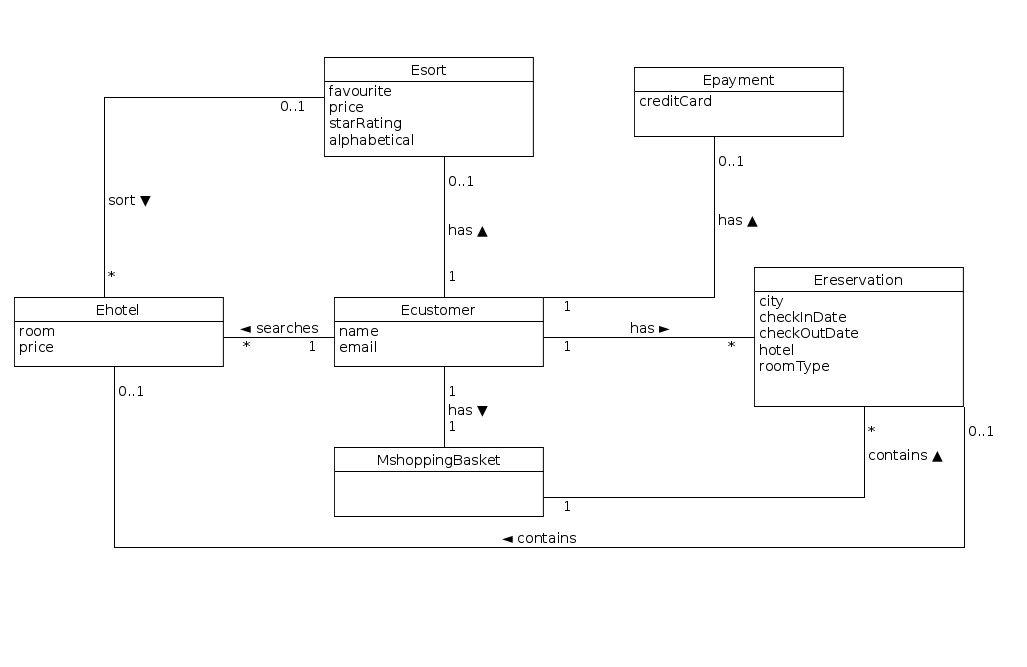 Esort
favourite
price
starRating
alphabetical
Epayment
creditCard
0..1
0..1
0..1
sort ▼
has ▲
has ▲
*
1
Ehotel
room
price
Ecustomer
name
email
1
Ereservation
city
checkInDate
checkOutDate
hotel
roomType
◄ searches
*
1
has ►
1
*
0..1
1
has ▼
1
*
contains ▲
0..1
MshoppingBasket
1
◄ contains